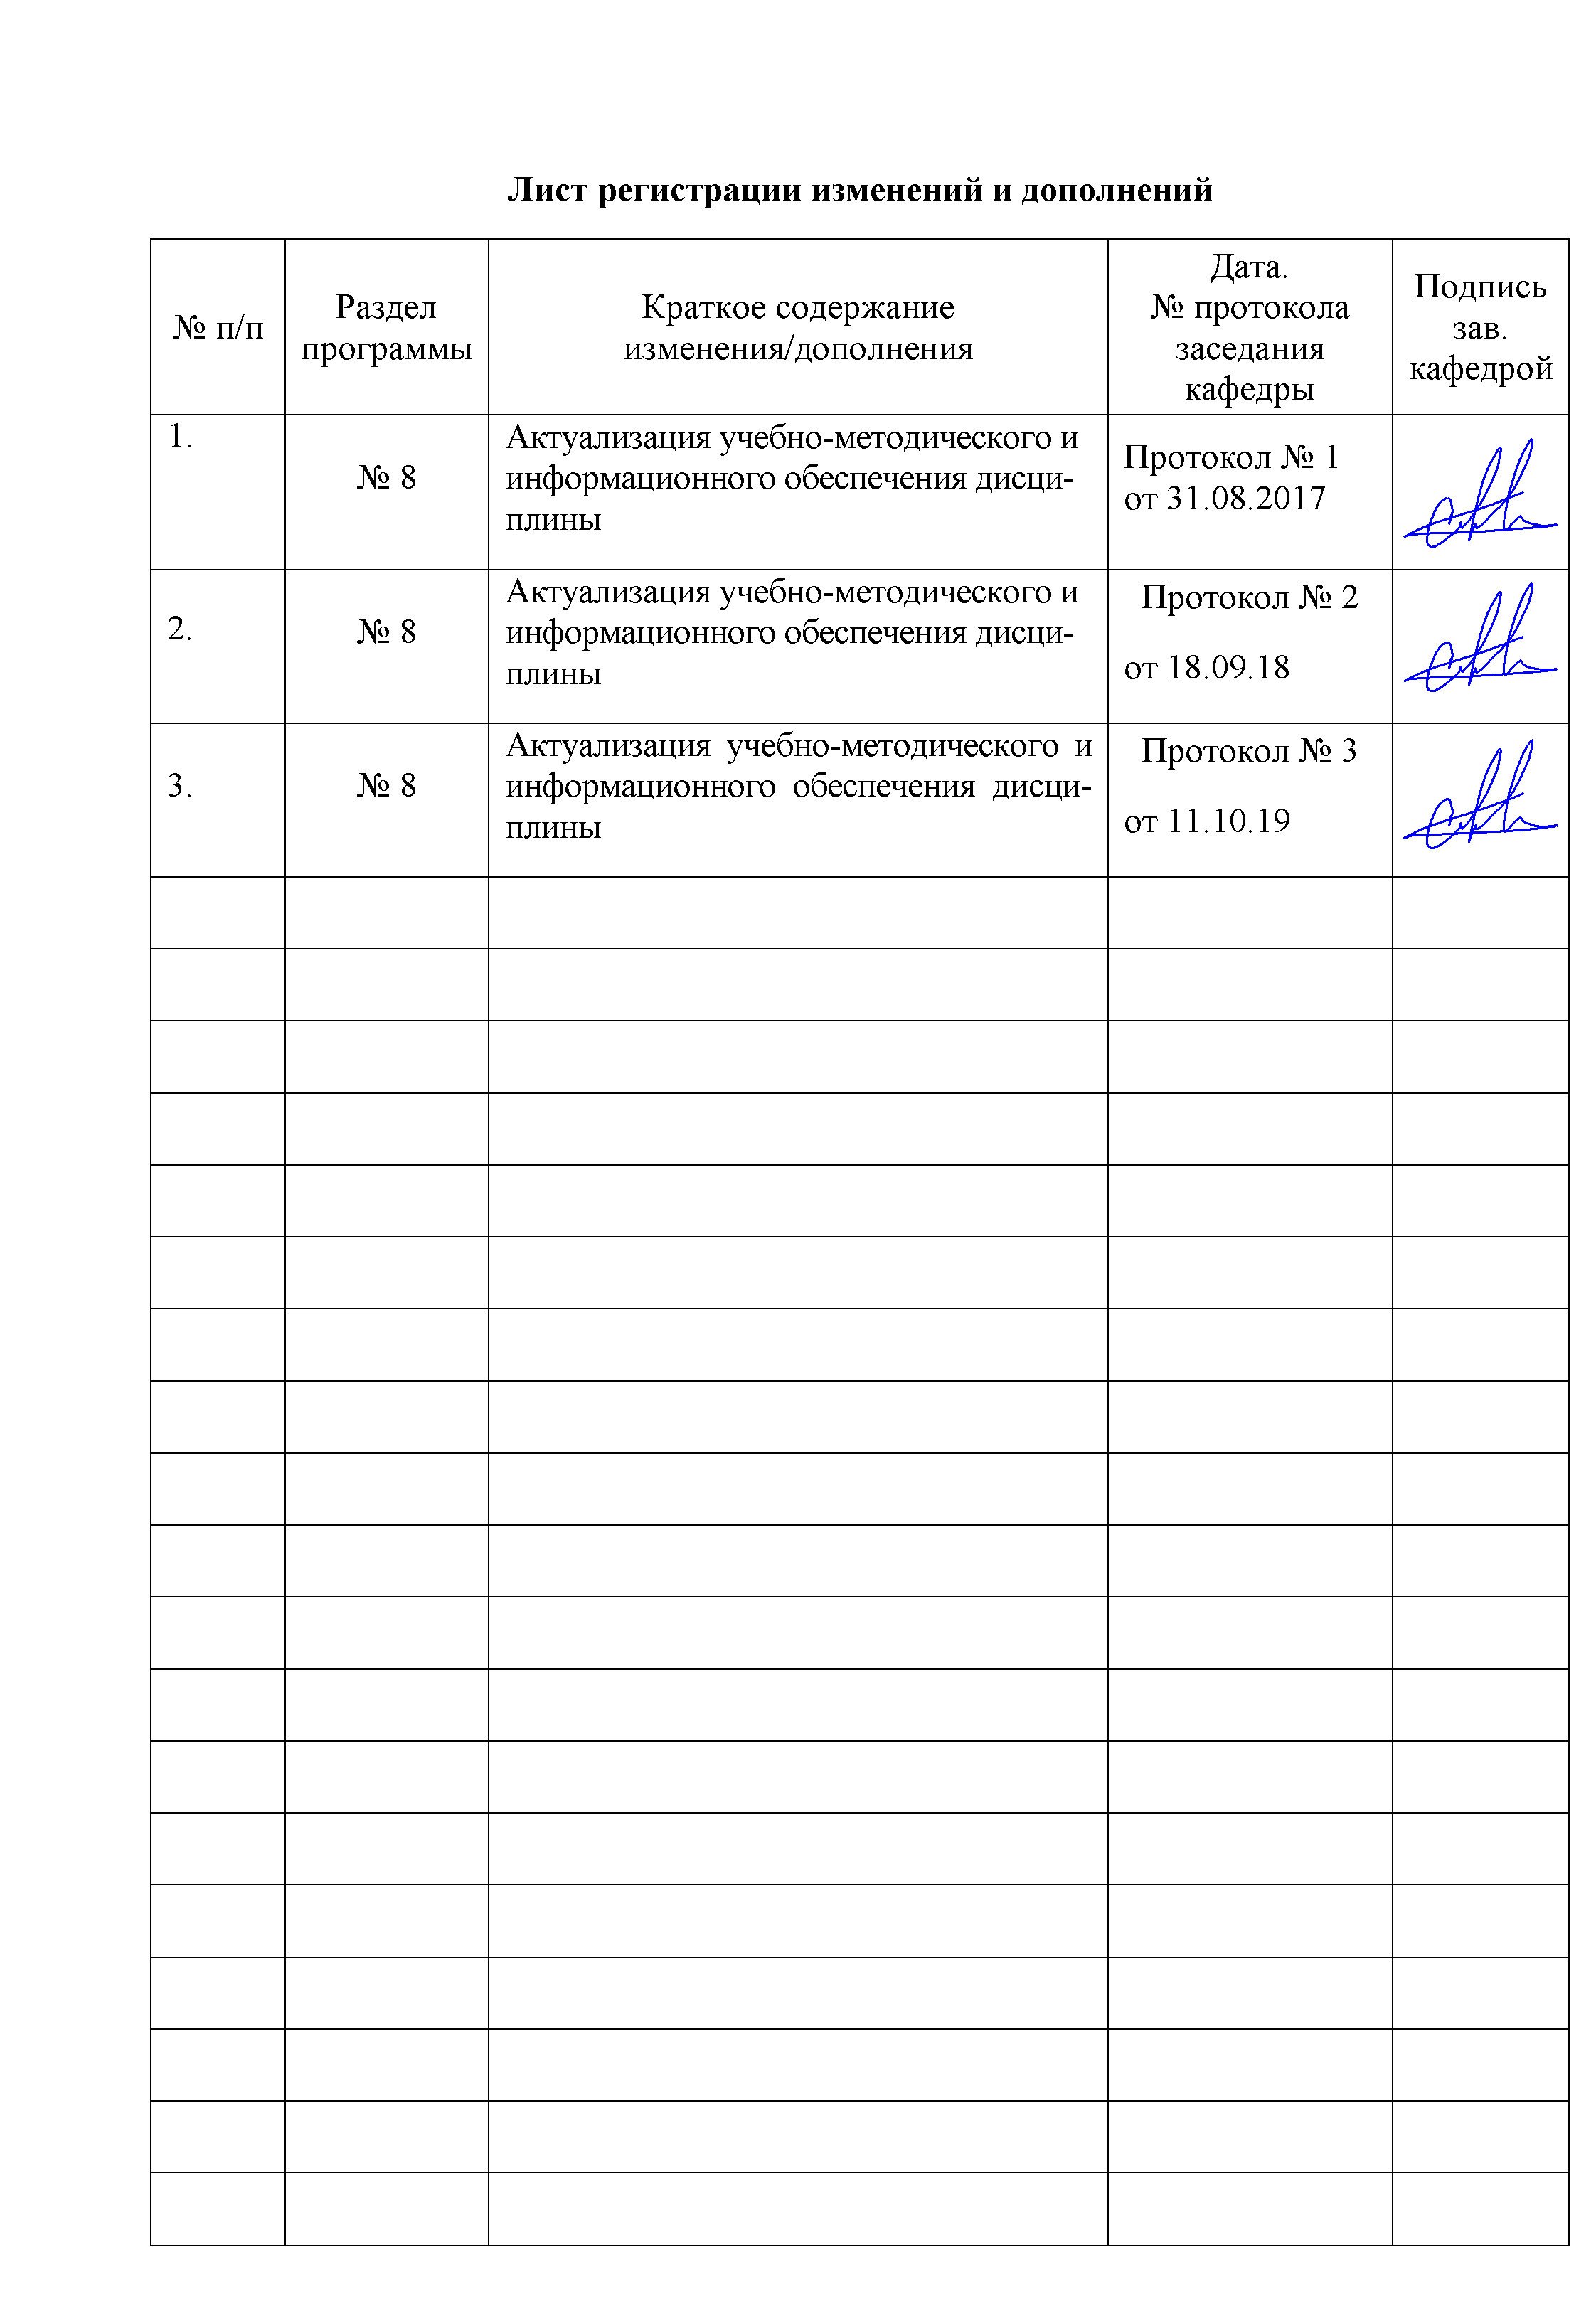 Лист регистрации изменений и дополнений
№ п/п
Раздел
программы
Краткое содержание
изменения/дополнения
Дата.
№ протокола
заседания
кафедры
Подпись
зав.
кафедрой
1.
№ 8
Актуализация учебно-методического и
информационного обеспечения дисци-
плины
Протокол № 1
от 31.08.2017
2.
№ 8
Актуализация учебно-методического и
информационного обеспечения дисци-
плины
Протокол № 2
от 18.09.18
3.
№ 8
Актуализация учебно-методического и
информационного обеспечения дисци-
плины
Протокол № 3
от 11.10.19